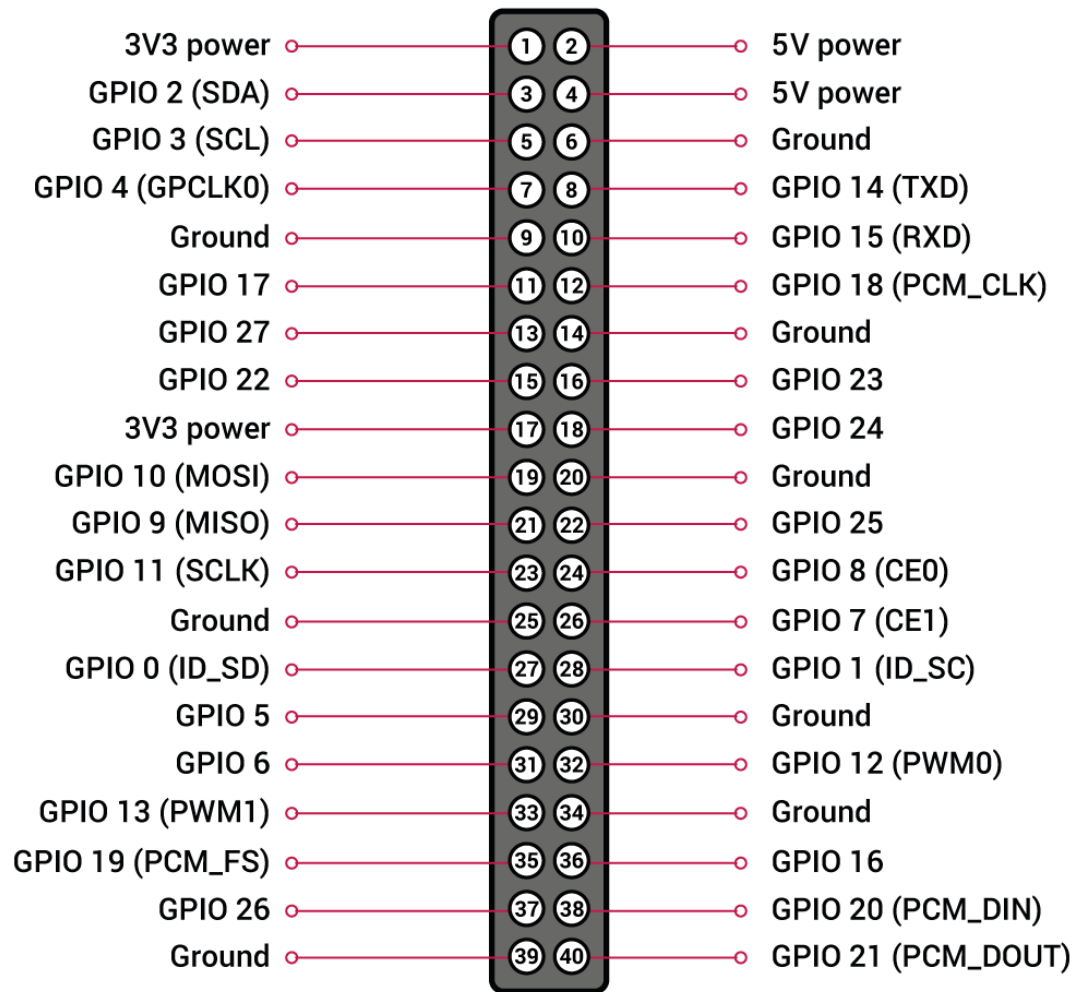 3V3 power 1 2 5V power
GPIO 2 (SDA) 3 4 5V power
GPIO 3 (SCL) 5 6 Ground
GPIO 4 (GPCLK0) 7 8 GPIO 14 (TXD)
Ground 9 10 GPIO 15 (RXD)
GPIO 17 11 12 GPIO 18 (PCM_CLK)
GPIO 27 13 14 Ground
GPIO 22 15 16 GPIO 23
3V3 power 17 18 GPIO 24
GPIO 10 (MOSI) 19 20 Ground
GPIO 9 (MISO) 21 22 GPIO 25
GPIO 11 (SCLK) 23 24 GPIO 8 (CE0)
Ground 25 26 GPIO 7 (CE1)
GPIO 0 (ID_SD) 27 28 GPIO 1 (ID_SC)
GPIO 5 29 30 Ground
GPIO 6 31 32 GPIO 12 (PWM0)
GPIO 13 (PWM1) 33 34 Ground
GPIO 19 (PCM_FS) 35 36 GPIO 16
GPIO 26 37 38 GPIO 20 (PCM_DIN)
Ground 39 40 GPIO 21 (PCM_DOUT)